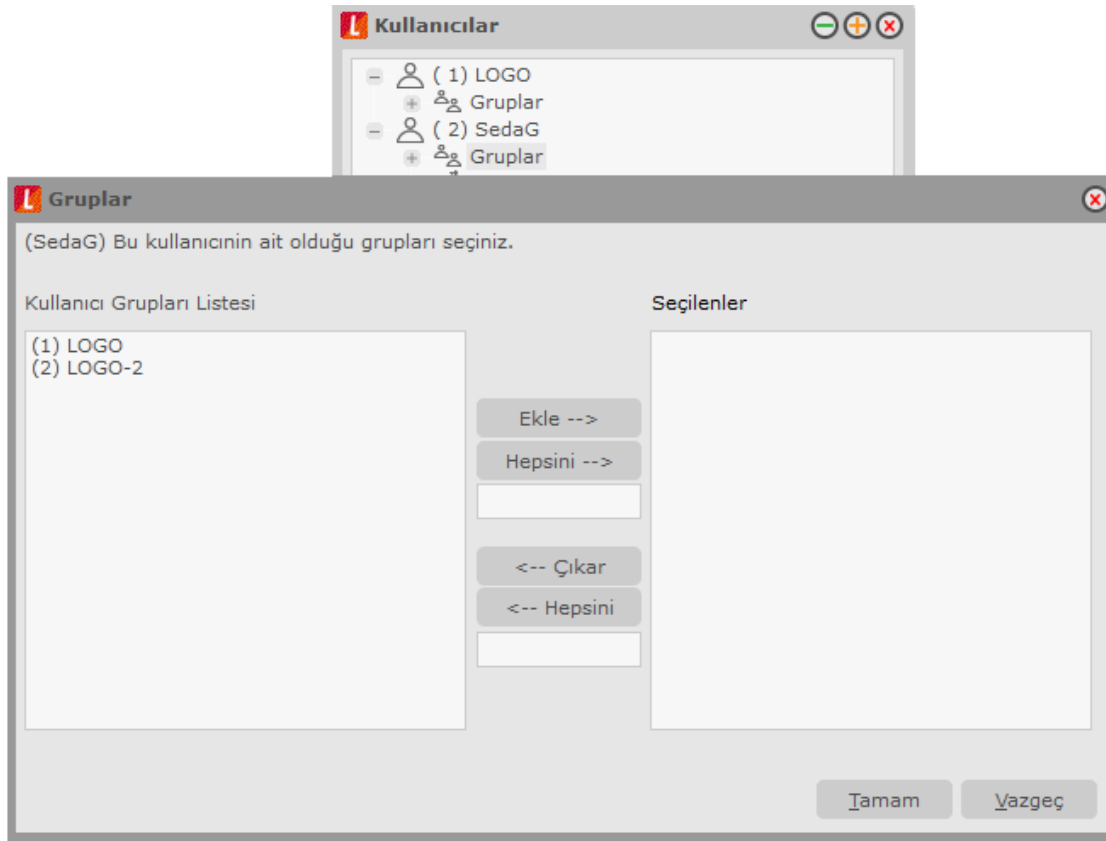 Kullanıcılar
( 1) LOGO
Gruplar
( 2) SedaG
Gruplar
Gruplar
(SedaG) Bu kullanıcının ait olduğu grupları seçiniz.
Kullanıcı Grupları Listesi
Seçilenler
(1) LOGO
(2) LOGO-2
Ekle -->
Hepsini -->
<-- Çıkar
<-- Hepsini
Tamam
Vazgeç